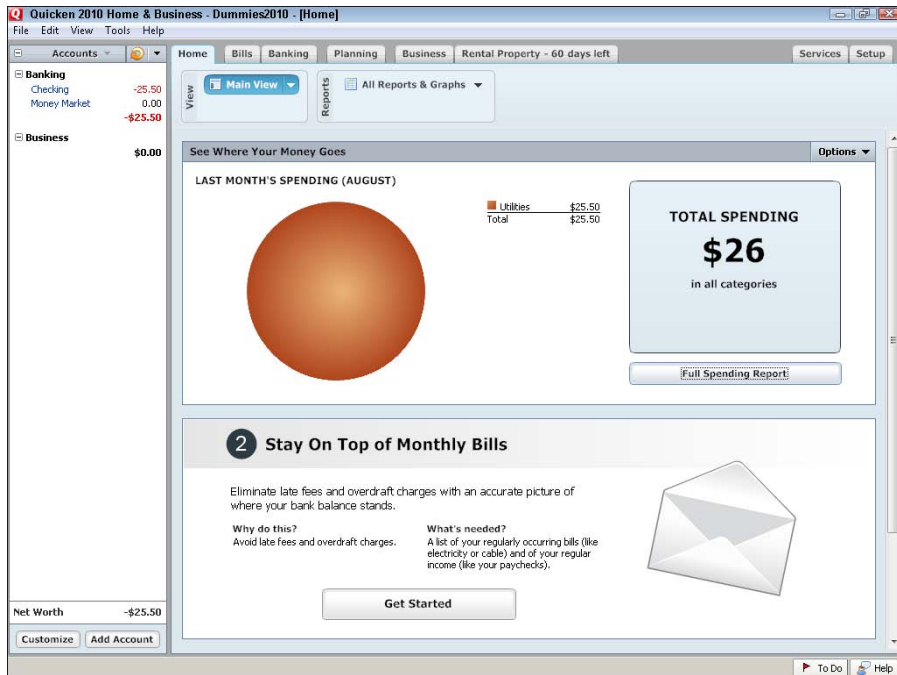 Quicken 2010 Home & Business - Dummies2010 - [Home]
File Edit View Tools Help
Accounts
Home Bills Banking Planning Business Rental Property - 60 days left Services Setup
Banking
Checking -25.50
Money Market 0.00
-$25.50
Business
$0.00
View
Main View
Reports
All Reports & Graphs
See Where Your Money Goes
Options
LAST MONTH'S SPENDING (AUGUST)
Utilities $25.50
Total $25.50
TOTAL SPENDING
$26
in all categories
Full Spending Report
2 Stay On Top of Monthly Bills
Eliminate late fees and overdraft charges with an accurate picture of
where your bank balance stands.
Why do this?
Avoid late fees and overdraft charges.
What's needed?
A list of your regularly occurring bills (like
electricity or cable) and of your regular
income (like your paychecks).
Get Started
Net Worth -$25.50
Customize Add Account
To Do Help